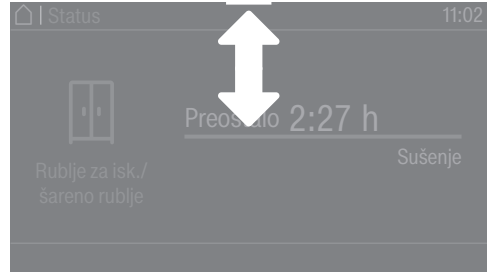 Status
11:02
Preostalo 2:27 h
Sušenje
Rublje za isk./
šareno rublje